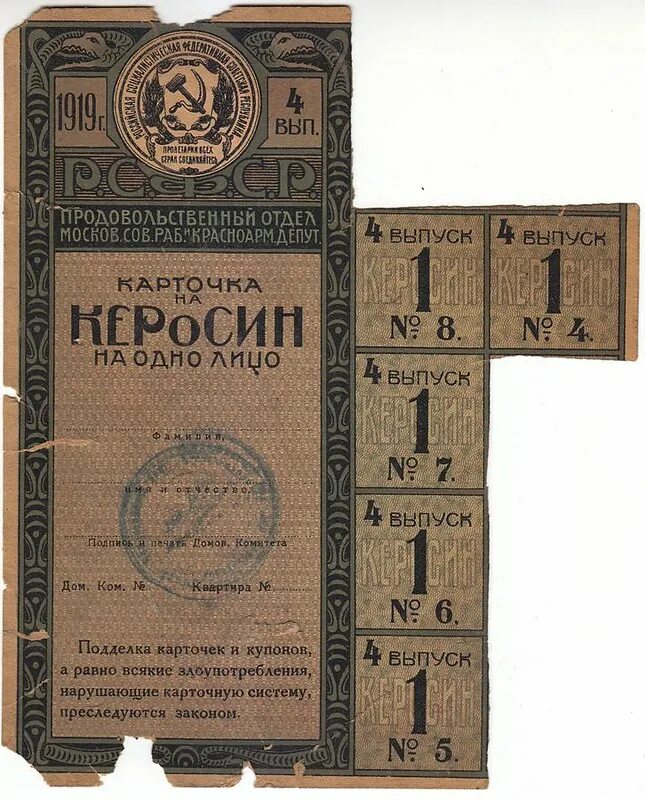 1919г.
РОССИЙСКАЯ СОЦИАЛИСТИЧЕСКАЯ ФЕДЕРАТИВНАЯ СОВЕТСКАЯ РЕСПУБЛИКА
ПРОЛЕТАРИИ ВСЕХ
СТРАН СОЕДИНЯЙТЕСЬ
4
ВЫП.
Р.С.Ф.С.Р
ПРОДОВОЛЬСТВЕННЫЙ ОТДЕЛ
МОСКОВ. СОВ. РАБ. И КРАСНОАРМ. ДЕПУТ.
КАРТОЧКА
НА
КЕРОСИН
НА ОДНО ЛИЦО
Фамилия,
имя и отчество.
Подпись и печать Домов. Комитета
Дом. Ком. № Квартира №
Подделка карточек и купонов,
а равно всякие злоупотребления,
нарушающие карточную систему,
преследуются законом.
4 ВЫПУСК
КЕРОСИН
1
№ 8.
4 ВЫПУСК
КЕРОСИН
1
№ 4.
4 ВЫПУСК
КЕРОСИН
1
№ 7.
4 ВЫПУСК
КЕРОСИН
1
№ 6.
4 ВЫПУСК
КЕРОСИН
1
№ 5.